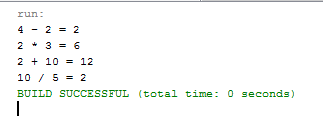 run:
4 - 2 = 2
2 * 3 = 6
2 + 10 = 12
10 / 5 = 2
BUILD SUCCESSFUL (total time: 0 seconds)